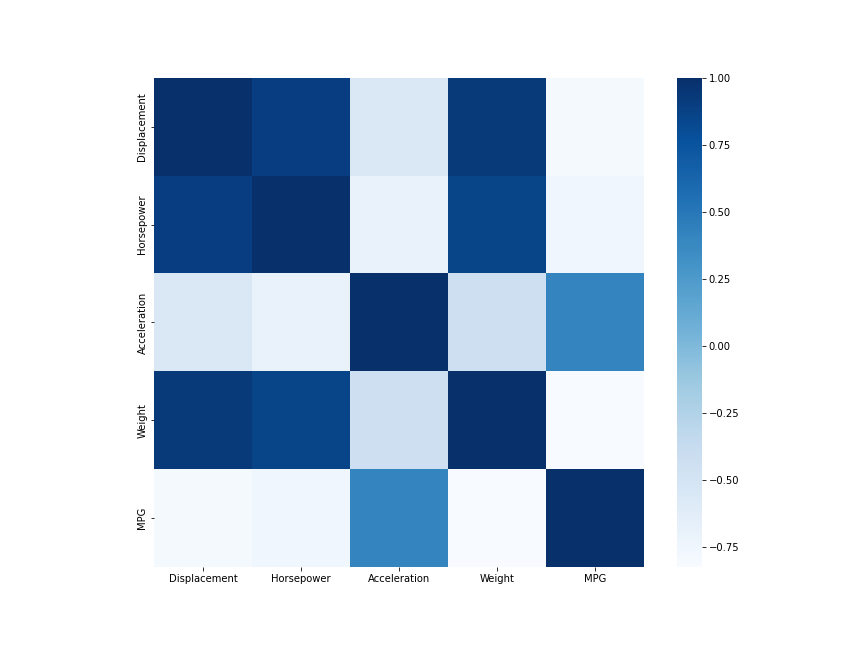 Displacement
Horsepower
Acceleration
Weight
MPG
Displacement
Horsepower
Acceleration
Weight
MPG
1.00
0.75
0.50
0.25
0.00
−0.25
−0.50
−0.75